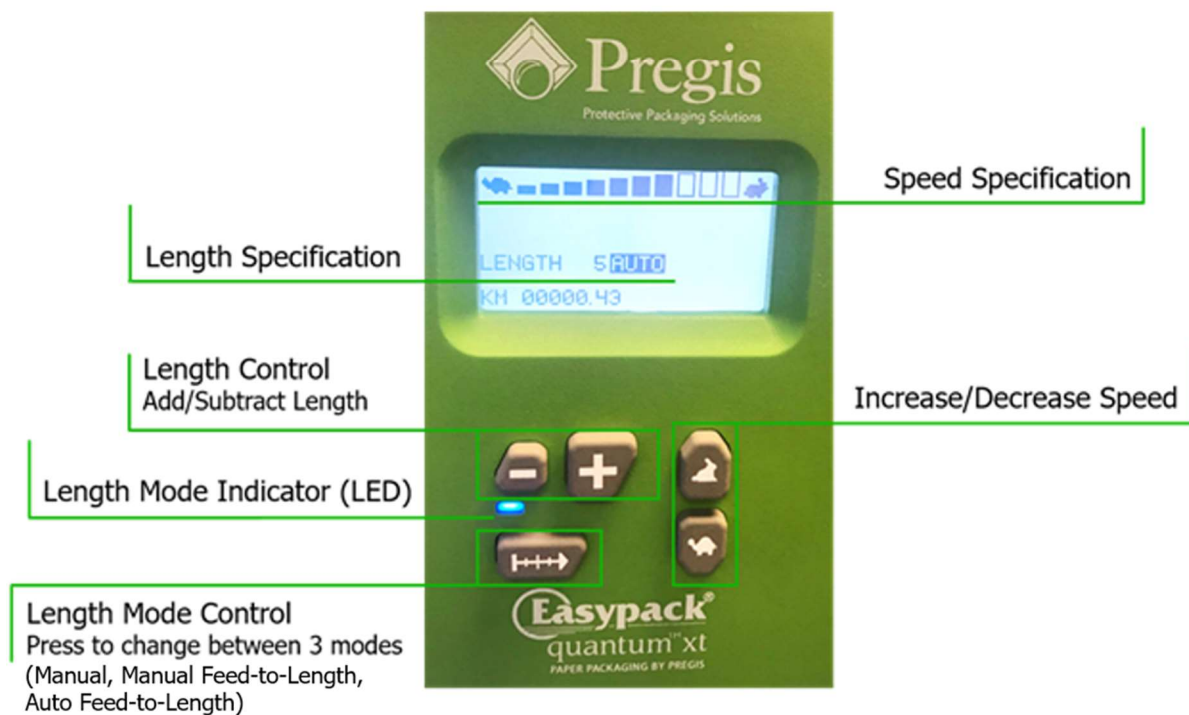 Pregis
Protective Packaging Solutions
Speed Specification
Length Specification
LENGTH 5 AUTO
KM 00000.43
Length Control
Add/Subtract Length
Increase/Decrease Speed
- +
Length Mode Indicator (LED)
Length Mode Control
Press to change between 3 modes
(Manual, Manual Feed-to-Length,
Auto Feed-to-Length)
Easypack®
quantum™xt
PAPER PACKAGING BY PREGIS